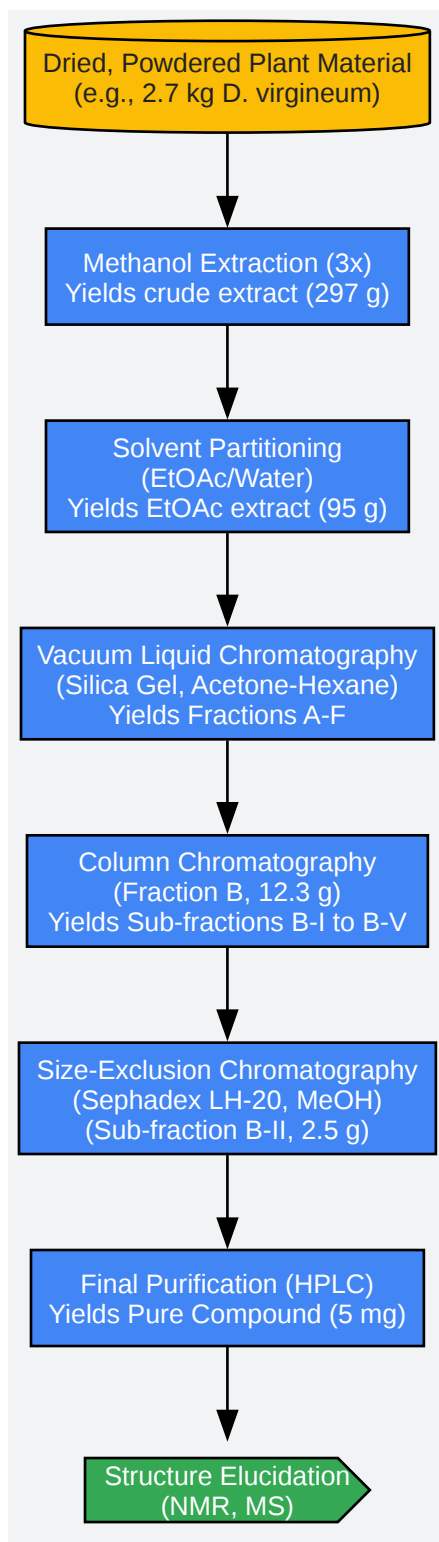 Dried, Powdered Plant Material
(e.g., 2.7 kg D. virgineum)
Methanol Extraction (3x)
Yields crude extract (297 g)
Solvent Partitioning
(EtOAc/Water)
Yields EtOAc extract (95 g)
Vacuum Liquid Chromatography
(Silica Gel, Acetone-Hexane)
Yields Fractions A-F
Column Chromatography
(Fraction B, 12.3 g)
Yields Sub-fractions B-I to B-V
Size-Exclusion Chromatography
(Sephadex LH-20, MeOH)
(Sub-fraction B-II, 2.5 g)
Final Purification (HPLC)
Yields Pure Compound (5 mg)
Structure Elucidation
(NMR, MS)